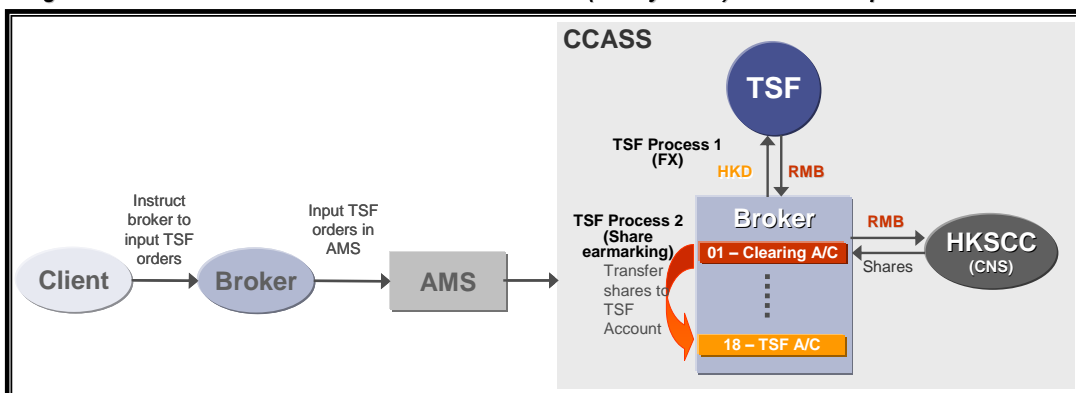 CCASS
TSF
TSF Process 1
(FX)
HKD
RMB
Instruct
broker to
input TSF
orders
Input TSF
orders in
AMS
TSF Process 2
(Share
earmarking)
Transfer
shares to
TSF
Account
Broker
01 – Clearing A/C
18 – TSF A/C
RMB
Shares
HKSCC
(CNS)
Client
Broker
AMS